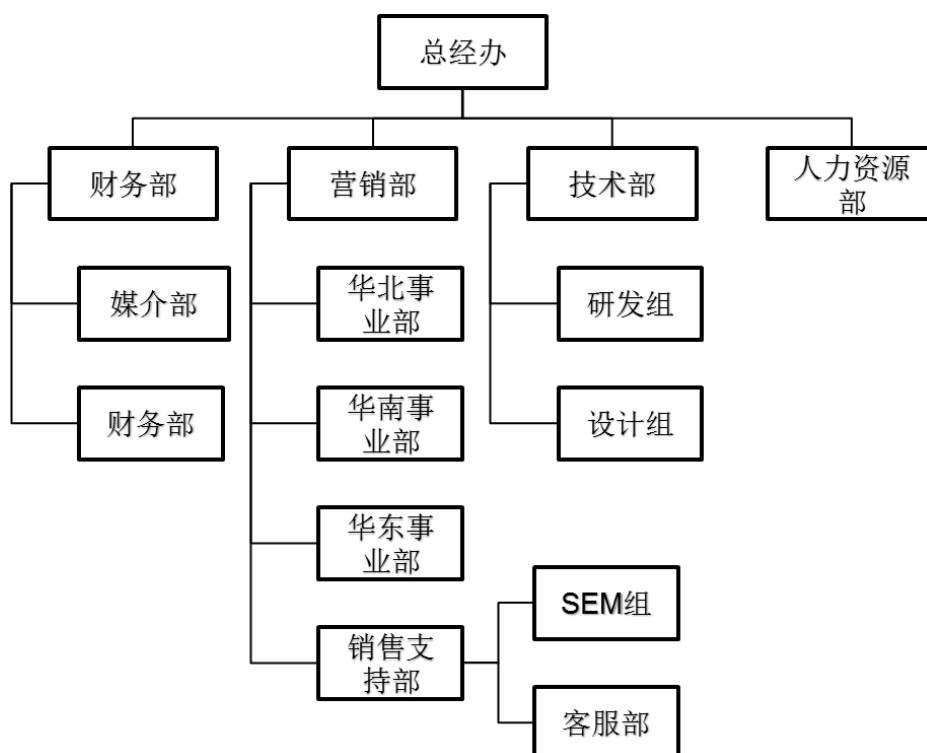 总经办
财务部
营销部
技术部
人力资源
部
媒介部
华北事
业部
研发组
财务部
华南事
业部
设计组
华东事
业部
SEM组
销售支
持部
客服部